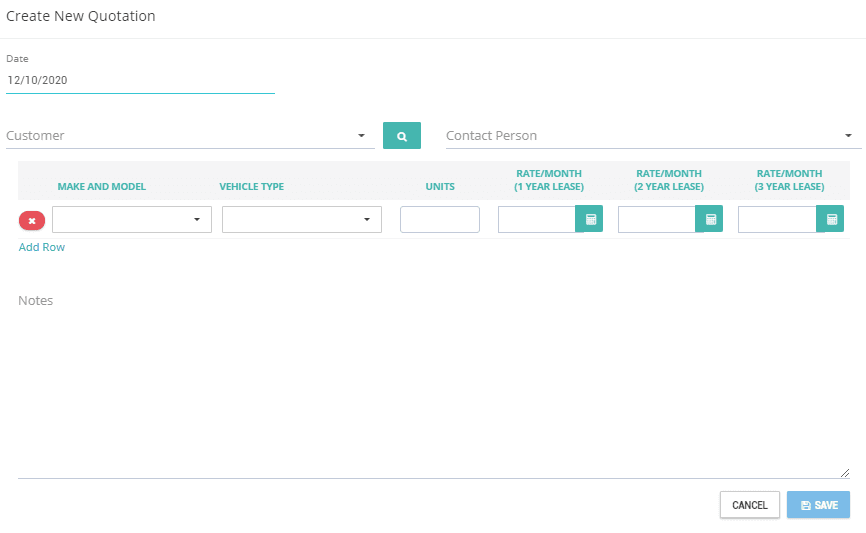 Create New Quotation
Date
12/10/2020
Customer
Contact Person
MAKE AND MODEL
VEHICLE TYPE
UNITS
RATE/MONTH
(1 YEAR LEASE)
RATE/MONTH
(2 YEAR LEASE)
RATE/MONTH
(3 YEAR LEASE)
Add Row
Notes
CANCEL
SAVE